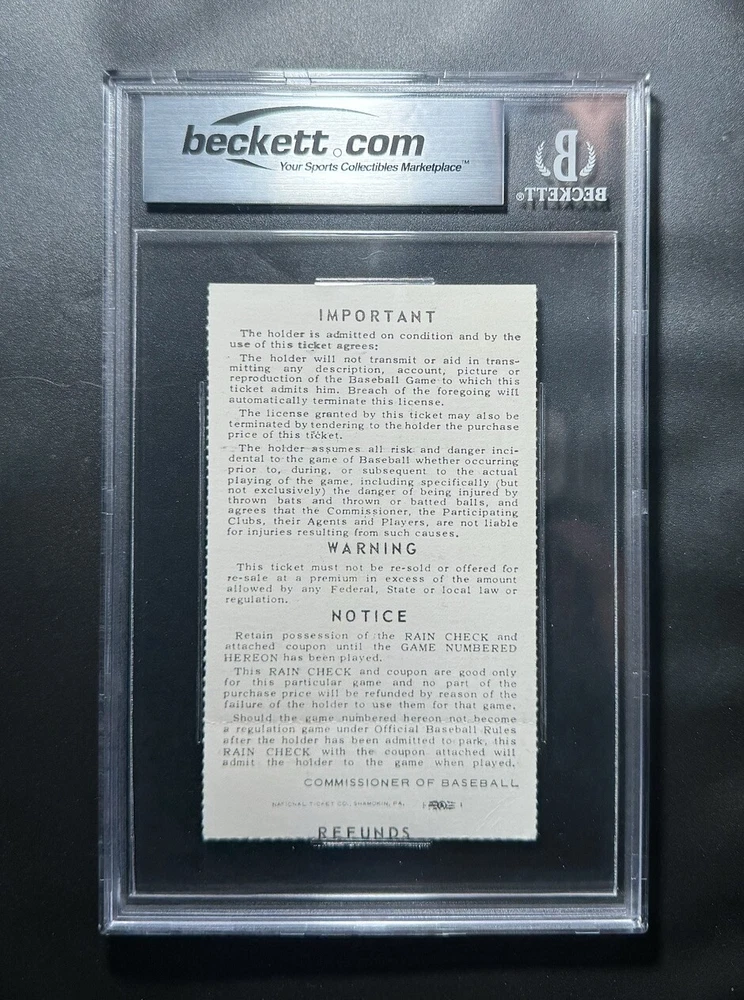 beckett.com
Your Sports Collectibles Marketplace™
B
BECKETT®
IMPORTANT
The holder is admitted on condition and by the
use of this ticket agrees:
The holder will not transmit or aid in trans-
mitting any description, account, picture or
reproduction of the Baseball Game to which this
ticket admits him. Breach of the foregoing will
automatically terminate this license.
The license granted by this ticket may also be
terminated by tendering to the holder the purchase
price of this ticket.
The holder assumes all risk and danger inci-
dental to the game of Baseball whether occurring
prior to, during, or subsequent to the actual
playing of the game, including specifically (but
not exclusively) the danger of being injured by
thrown bats and thrown or batted balls, and
agrees that the Commissioner, the Participating
Clubs, their Agents and Players, are not liable
for injuries resulting from such causes.
WARNING
This ticket must not be re-sold or offered for
re-sale at a premium in excess of the amount
allowed by any Federal, State or local law or
regulation.
NOTICE
Retain possession of the RAIN CHECK and
attached coupon until the GAME NUMBERED
HEREON has been played.
This RAIN CHECK and coupon are good only
for this particular game and no part of the
purchase price will be refunded by reason of the
failure of the holder to use them for that game.
Should the game numbered hereon not become
a regulation game under Official Baseball Rules
after the holder has been admitted to park, this
RAIN CHECK with the coupon attached will
admit the holder to the game when played.
COMMISSIONER OF BASEBALL
NATIONAL TICKET CO., SHAMOKIN, PA.
REFUNDS